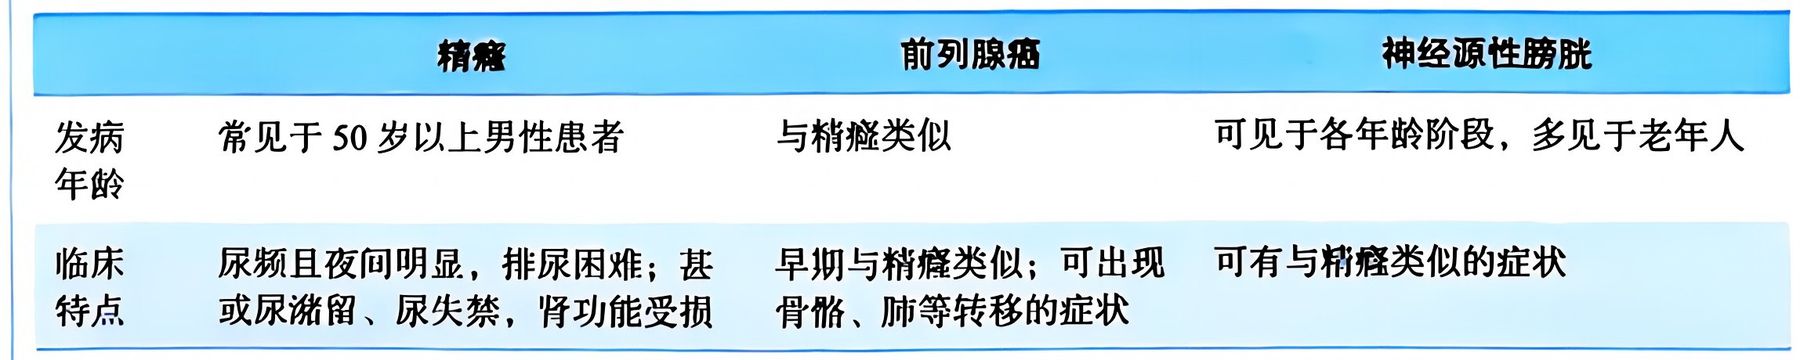 精癃 前列腺癌 神经源性膀胱
发病 常见于 50 岁以上男性患者 与精癃类似 可见于各年龄阶段，多见于老年人
年龄
临床 尿频且夜间明显，排尿困难；甚 早期与精癃类似；可出现 可有与精癃类似的症状
特点 或尿潴留、尿失禁，肾功能受损 骨骼、肺等转移的症状